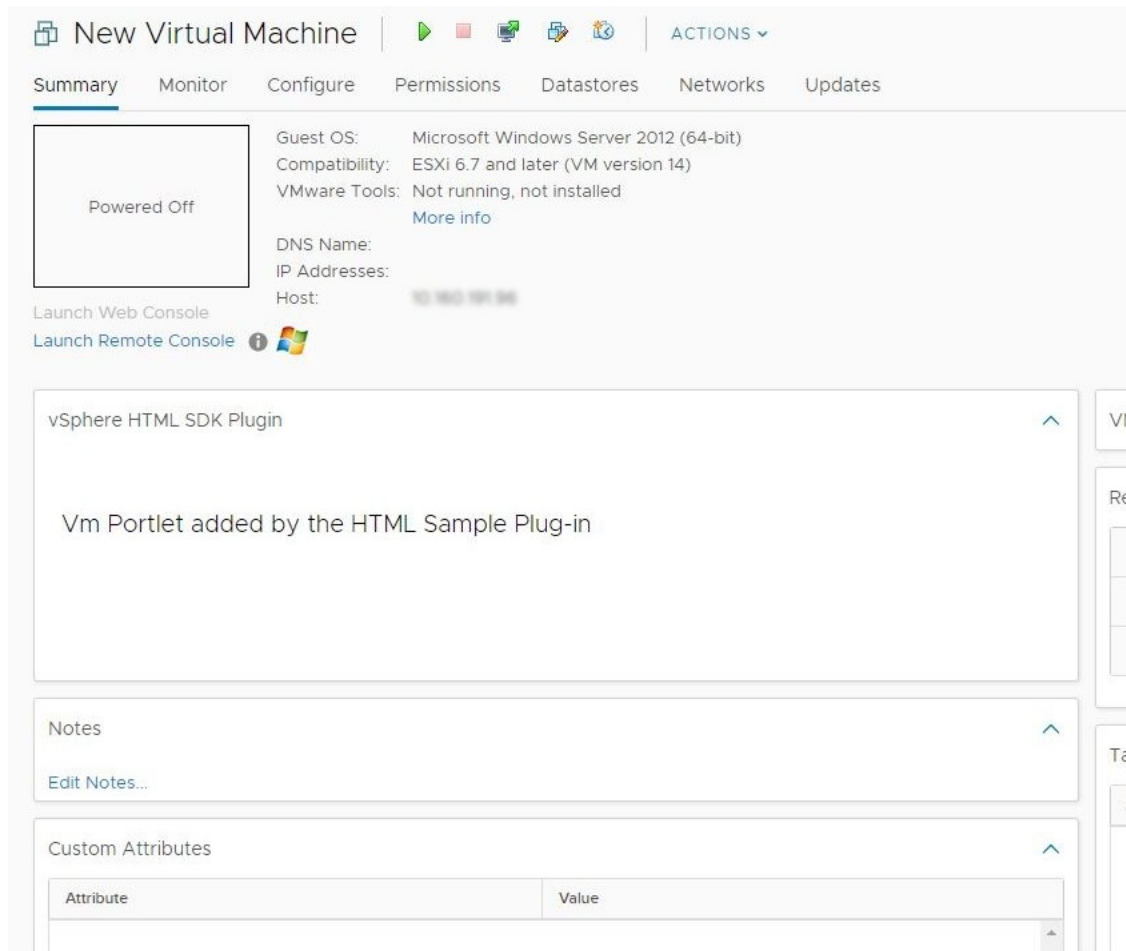 New Virtual Machine
ACTIONS
Summary Monitor Configure Permissions Datastores Networks Updates
Powered Off
Guest OS: Microsoft Windows Server 2012 (64-bit)
Compatibility: ESXi 6.7 and later (VM version 14)
VMware Tools: Not running, not installed
More info
DNS Name:
IP Addresses:
Host:
Launch Web Console
Launch Remote Console
vSphere HTML SDK Plugin
Vm Portlet added by the HTML Sample Plug-in
Notes
Edit Notes...
Custom Attributes
Attribute Value